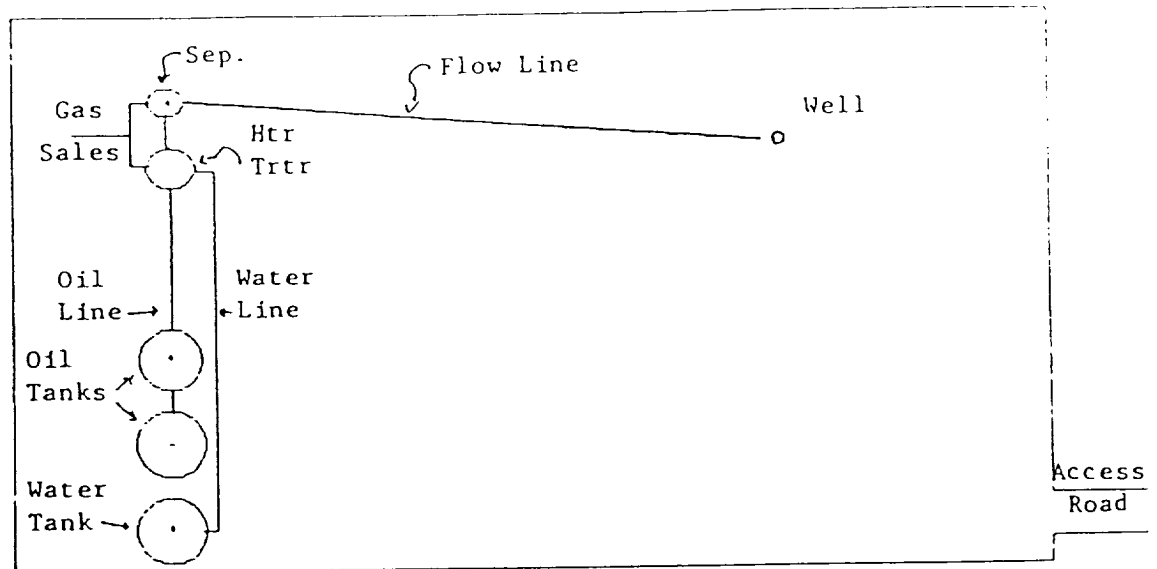 Sep.
Flow Line
Well
Gas
Sales
Htr
Trtr
Oil
Line
Water
Line
Oil
Tanks
Water
Tank
Access
Road